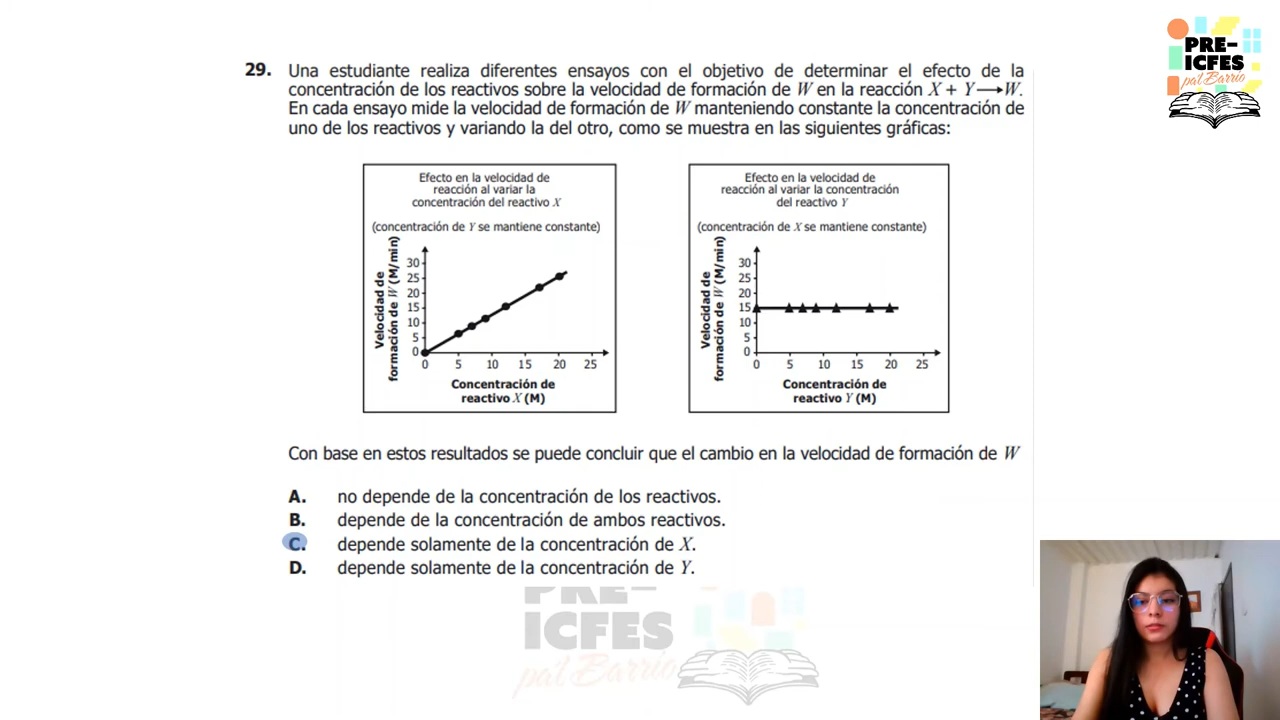 PRE-
ICFES
pa'l Barrio
29. Una estudiante realiza diferentes ensayos con el objetivo de determinar el efecto de la
concentración de los reactivos sobre la velocidad de formación de W en la reacción X + Y⟶W.
En cada ensayo mide la velocidad de formación de W manteniendo constante la concentración de
uno de los reactivos y variando la del otro, como se muestra en las siguientes gráficas:
Efecto en la velocidad de
reacción al variar la
concentración del reactivo X
(concentración de Y se mantiene constante)
Velocidad de
formación de W (M/min)
30
25
20
15
10
5
0
0 5 10 15 20 25
Concentración de
reactivo X (M)
Efecto en la velocidad de
reacción al variar la concentración
del reactivo Y
(concentración de X se mantiene constante)
Velocidad de
formación de W (M/min)
30
25
20
15
10
5
0
0 5 10 15 20 25
Concentración de
reactivo Y (M)
Con base en estos resultados se puede concluir que el cambio en la velocidad de formación de W
A. no depende de la concentración de los reactivos.
B. depende de la concentración de ambos reactivos.
C. depende solamente de la concentración de X.
D. depende solamente de la concentración de Y.
PRE-
ICFES
pa'l Barrio